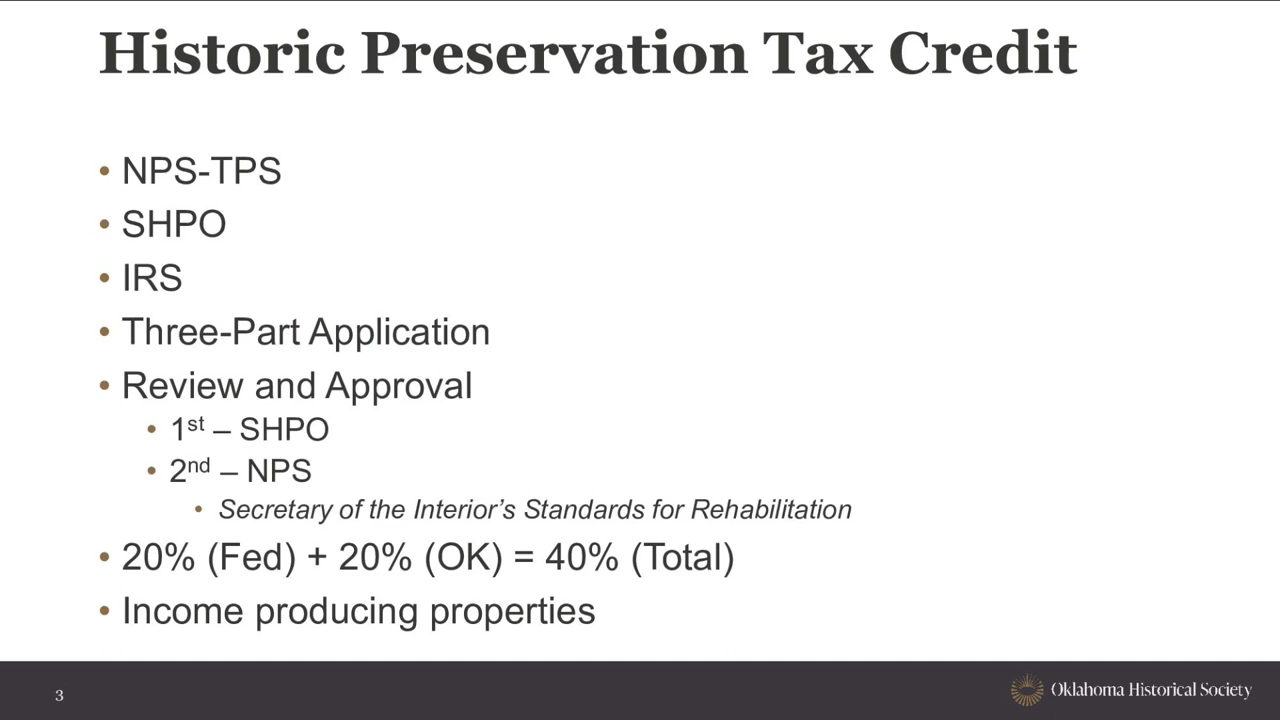 Historic Preservation Tax Credit
• NPS-TPS
• SHPO
• IRS
• Three-Part Application
• Review and Approval
• 1st – SHPO
• 2nd – NPS
• Secretary of the Interior’s Standards for Rehabilitation
• 20% (Fed) + 20% (OK) = 40% (Total)
• Income producing properties
3
Oklahoma Historical Society